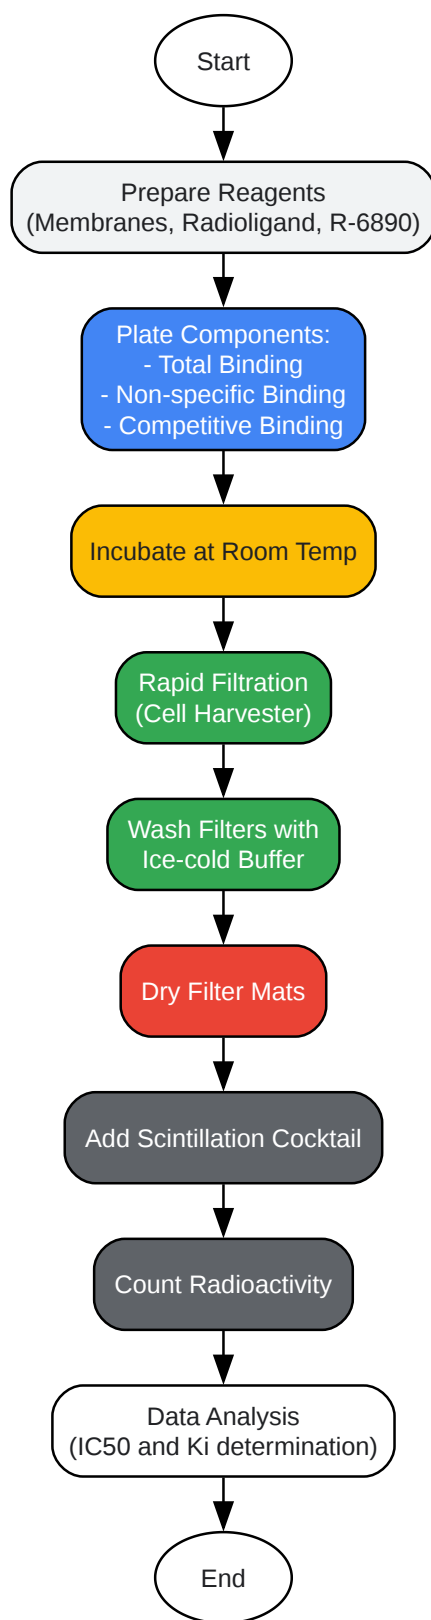 Start
Prepare Reagents
(Membranes, Radioligand, R-6890)
Plate Components:
- Total Binding
- Non-specific Binding
- Competitive Binding
Incubate at Room Temp
Rapid Filtration
(Cell Harvester)
Wash Filters with
Ice-cold Buffer
Dry Filter Mats
Add Scintillation Cocktail
Count Radioactivity
Data Analysis
(IC50 and Ki determination)
End